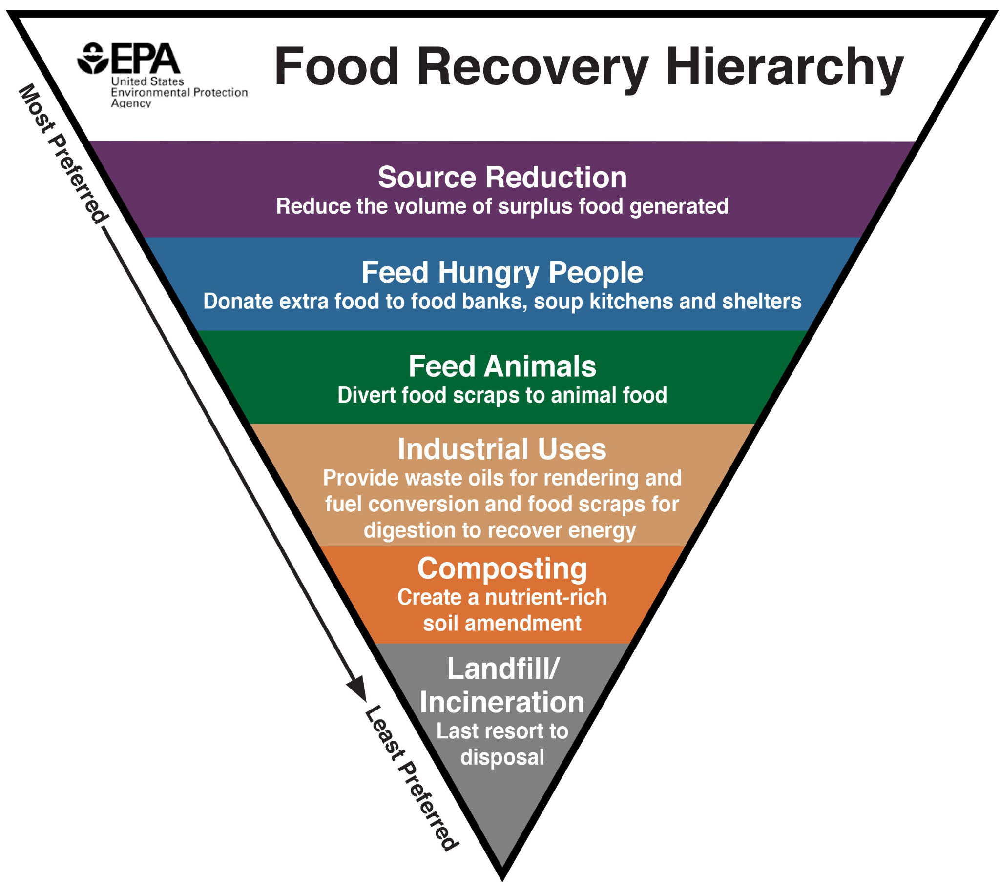 EPA
United States
Environmental Protection
Agency
Food Recovery Hierarchy
Most Preferred
Source Reduction
Reduce the volume of surplus food generated
Feed Hungry People
Donate extra food to food banks, soup kitchens and shelters
Feed Animals
Divert food scraps to animal food
Industrial Uses
Provide waste oils for rendering and
fuel conversion and food scraps for
digestion to recover energy
Composting
Create a nutrient-rich
soil amendment
Landfill/
Incineration
Last resort to
disposal
Least Preferred